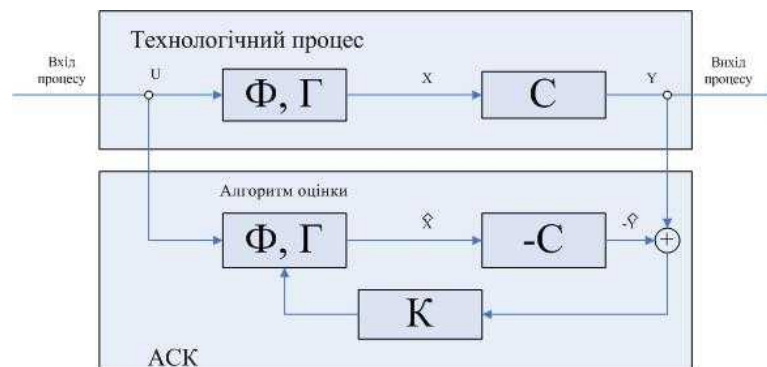 Технологічний процес
Вхід
процесу
U
Ф, Г
X
С
Y
Вихід
процесу
Алгоритм оцінки
Ф, Г
X̂
-С
-Ŷ
+
К
АСК